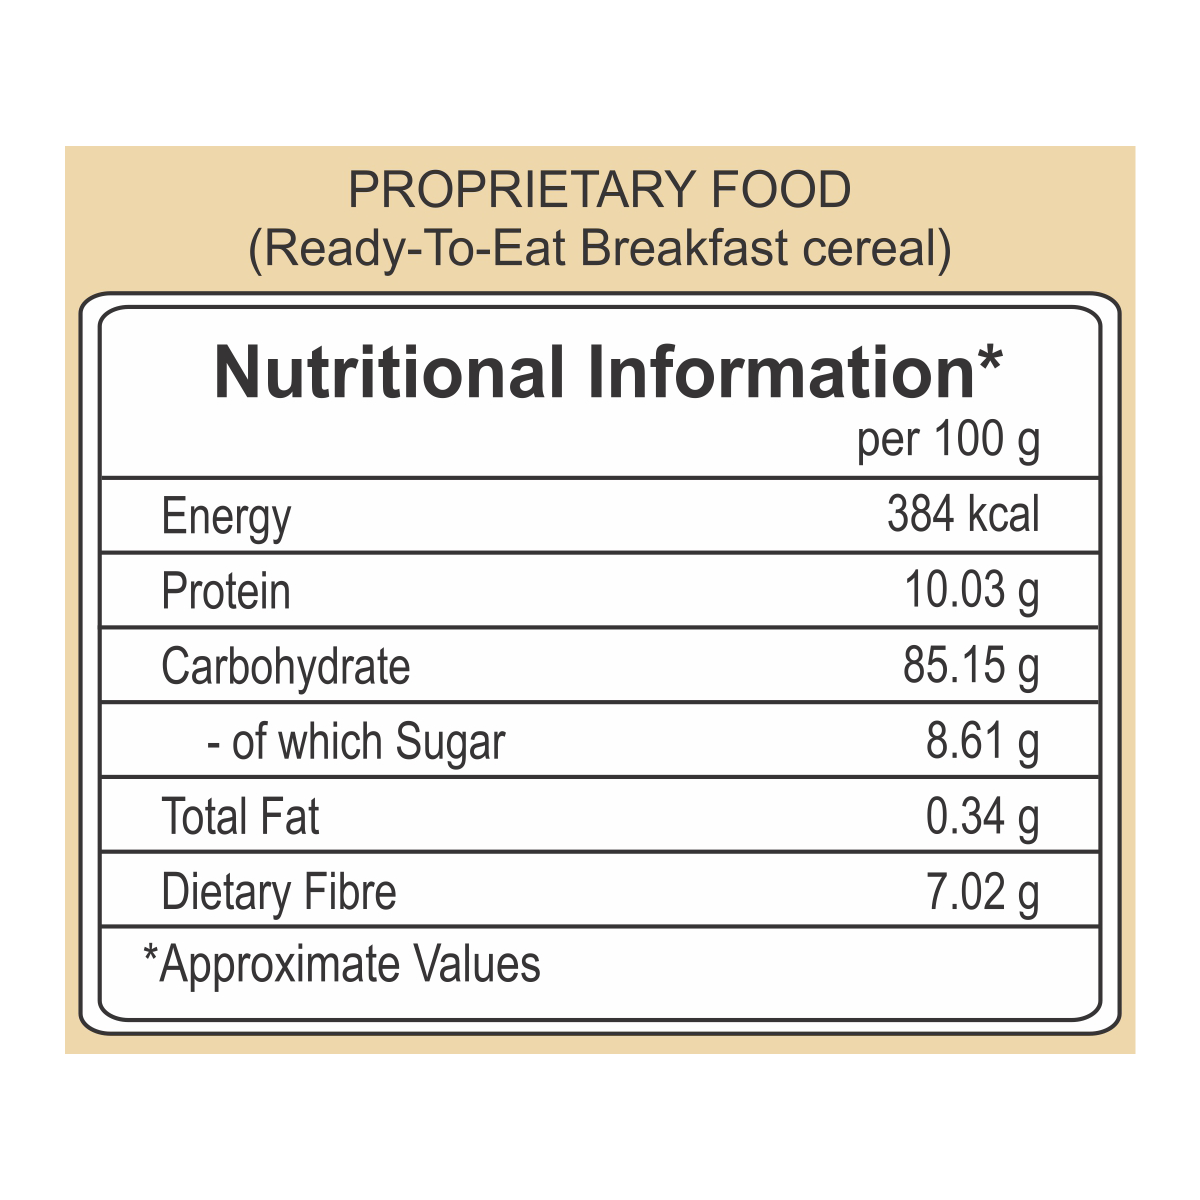 PROPRIETARY FOOD
(Ready-To-Eat Breakfast cereal)
Nutritional Information*
per 100 g
Energy 384 kcal
Protein 10.03 g
Carbohydrate 85.15 g
- of which Sugar 8.61 g
Total Fat 0.34 g
Dietary Fibre 7.02 g
*Approximate Values